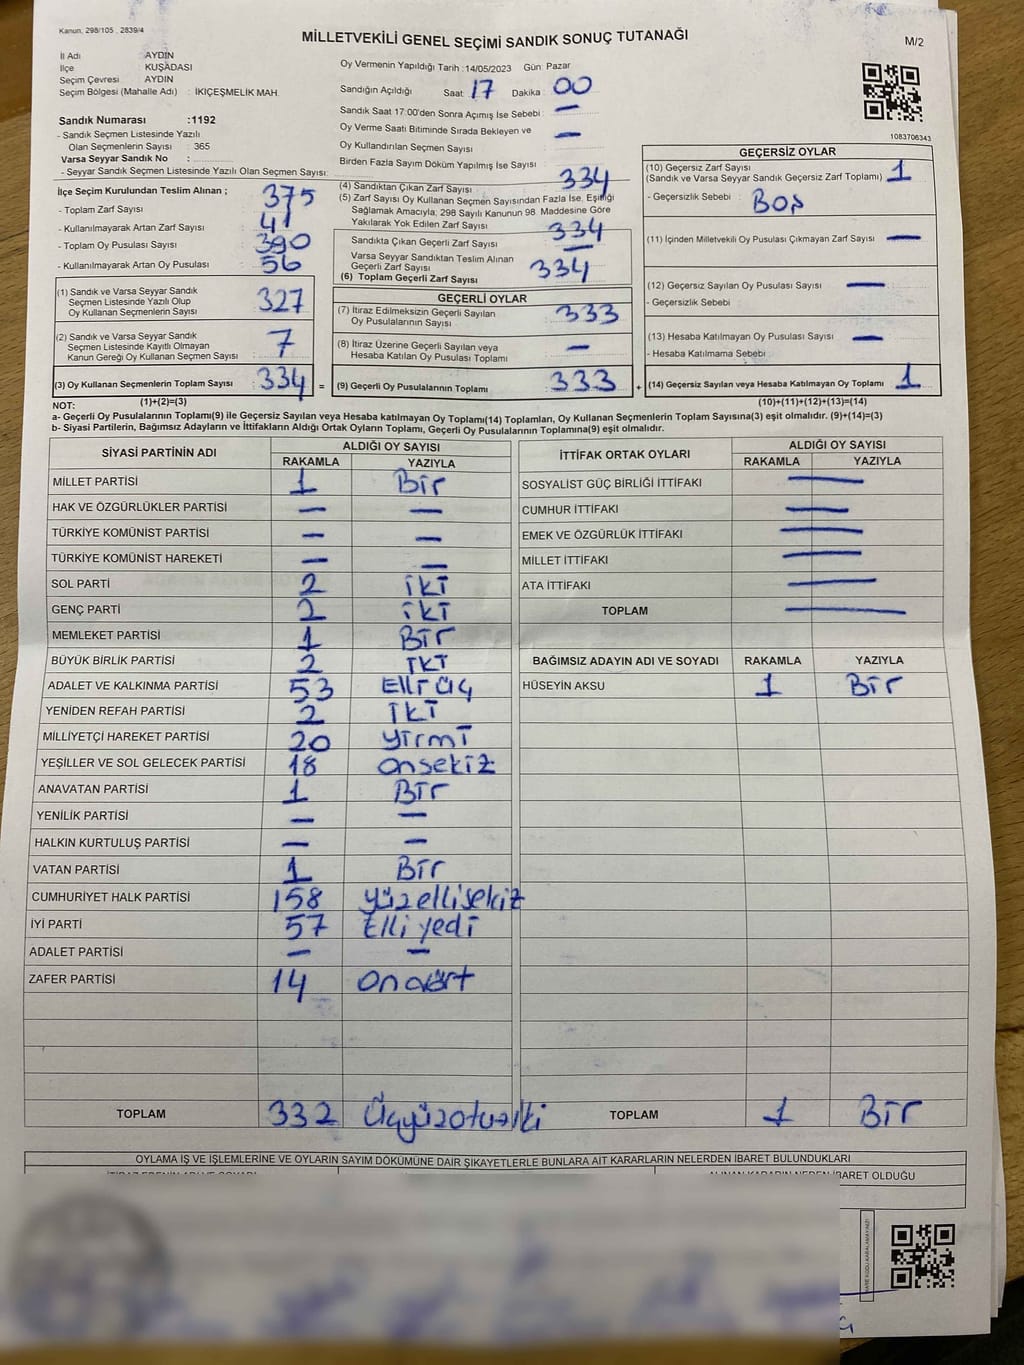 Kanun, 298/105 , 2839/4
MİLLETVEKİLİ GENEL SEÇİMİ SANDIK SONUÇ TUTANAĞI
M/2
İl Adı AYDIN
İlçe KUŞADASI
Seçim Çevresi AYDIN
Seçim Bölgesi (Mahalle Adı) : İKİÇEŞMELİK MAH.
Oy Vermenin Yapıldığı Tarih :14/05/2023 Gün: Pazar
Sandığın Açıldığı Saat 17 Dakika : 00
Sandık Saat 17:00'den Sonra Açımış İse Sebebi : —
Oy Verme Saati Bitiminde Sırada Bekleyen ve
Oy Kullandırılan Seçmen Sayısı —
Birden Fazla Sayım Döküm Yapılmış İse Sayısı
1083706343
Sandık Numarası :1192
- Sandık Seçmen Listesinde Yazılı
Olan Seçmenlerin Sayısı : 365
Varsa Seyyar Sandık No :
- Seyyar Sandık Seçmen Listesinde Yazılı Olan Seçmen Sayısı:
İlçe Seçim Kurulundan Teslim Alınan ;
- Toplam Zarf Sayısı 375
- Kullanılmayarak Artan Zarf Sayısı 41
- Toplam Oy Pusulası Sayısı 390
- Kullanılmayarak Artan Oy Pusulası 56
(1) Sandık ve Varsa Seyyar Sandık
Seçmen Listesinde Yazılı Olup
Oy Kullanan Seçmenlerin Sayısı 327
(2) Sandık ve Varsa Seyyar Sandık
Seçmen Listesinde Kayıtlı Olmayan
Kanun Gereği Oy Kullanan Seçmen Sayısı 7
(3) Oy Kullanan Seçmenlerin Toplam Sayısı 334 =
(1)+(2)=(3)
(4) Sandıktan Çıkan Zarf Sayısı 334
(5) Zarf Sayısı Oy Kullanan Seçmen Sayısından Fazla İse, Eşitliği
Sağlamak Amacıyla, 298 Sayılı Kanunun 98 Maddesine Göre
Yakılarak Yok Edilen Zarf Sayısı
Sandıkta Çıkan Geçerli Zarf Sayısı 334
Varsa Seyyar Sandıktan Teslim Alınan
Geçerli Zarf Sayısı —
(6) Toplam Geçerli Zarf Sayısı 334
GEÇERLİ OYLAR
(7) İtiraz Edilmeksizin Geçerli Sayılan
Oy Pusulalarının Sayısı 333
(8) İtiraz Üzerine Geçerli Sayılan veya
Hesaba Katılan Oy Pusulası Toplamı —
(9) Geçerli Oy Pusulalarının Toplamı 333 +
GEÇERSİZ OYLAR
(10) Geçersiz Zarf Sayısı
(Sandık ve Varsa Seyyar Sandık Geçersiz Zarf Toplamı) 1
- Geçersizlik Sebebi : BOŞ
(11) İçinden Milletvekili Oy Pusulası Çıkmayan Zarf Sayısı —
(12) Geçersiz Sayılan Oy Pusulası Sayısı —
- Geçersizlik Sebebi
(13) Hesaba Katılmayan Oy Pusulası Sayısı —
- Hesaba Katılmama Sebebi
(14) Geçersiz Sayılan veya Hesaba Katılmayan Oy Toplamı 1
(10)+(11)+(12)+(13)=(14)
NOT:
a- Geçerli Oy Pusulalarının Toplamı(9) ile Geçersiz Sayılan veya Hesaba katılmayan Oy Toplamı(14) Toplamları, Oy Kullanan Seçmenlerin Toplam Sayısına(3) eşit olmalıdır. (9)+(14)=(3)
b- Siyasi Partilerin, Bağımsız Adayların ve İttifakların Aldığı Ortak Oyların Toplamı, Geçerli Oy Pusulalarının Toplamına(9) eşit olmalıdır.
SİYASİ PARTİNİN ADI ALDIĞI OY SAYISI
RAKAMLA YAZIYLA
MİLLET PARTİSİ 1 Bir
HAK VE ÖZGÜRLÜKLER PARTİSİ — —
TÜRKİYE KOMÜNİST PARTİSİ — —
TÜRKİYE KOMÜNİST HAREKETİ — —
SOL PARTİ 2 iki
GENÇ PARTİ 2 iki
MEMLEKET PARTİSİ 1 Bir
BÜYÜK BİRLİK PARTİSİ 2 iki
ADALET VE KALKINMA PARTİSİ 53 Elli üç
YENİDEN REFAH PARTİSİ 2 iki
MİLLİYETÇİ HAREKET PARTİSİ 20 yirmi
YEŞİLLER VE SOL GELECEK PARTİSİ 18 onsekiz
ANAVATAN PARTİSİ 1 Bir
YENİLİK PARTİSİ — —
HALKIN KURTULUŞ PARTİSİ — —
VATAN PARTİSİ 1 Bir
CUMHURİYET HALK PARTİSİ 158 yüzellisekiz
İYİ PARTİ 57 Elli yedi
ADALET PARTİSİ — —
ZAFER PARTİSİ 14 ondört
TOPLAM 332 Üçyüzotuziki
İTTİFAK ORTAK OYLARI ALDIĞI OY SAYISI
RAKAMLA YAZIYLA
SOSYALİST GÜÇ BİRLİĞİ İTTİFAKI —
CUMHUR İTTİFAKI —
EMEK VE ÖZGÜRLÜK İTTİFAKI —
MİLLET İTTİFAKI —
ATA İTTİFAKI —
TOPLAM —
BAĞIMSIZ ADAYIN ADI VE SOYADI RAKAMLA YAZIYLA
HÜSEYİN AKSU 1 Bir
TOPLAM 1 Bir
OYLAMA İŞ VE İŞLEMLERİNE VE OYLARIN SAYIM DÖKÜMÜNE DAİR ŞİKAYETLERLE BUNLARA AİT KARARLARIN NELERDEN İBARET BULUNDUKLARI
İTİRAZ EDENİN ADI VE SOYADI ALINAN KARARIN NEDEN İBARET OLDUĞU